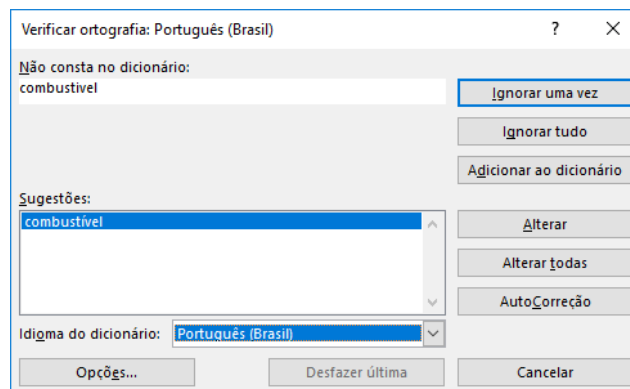 Verificar ortografia: Português (Brasil)
?
Não consta no dicionário:
combustivel
Ignorar uma vez
Ignorar tudo
Adicionar ao dicionário
Sugestões:
combustível
Alterar
Alterar todas
AutoCorreção
Idioma do dicionário: Português (Brasil)
Opções...
Desfazer última
Cancelar